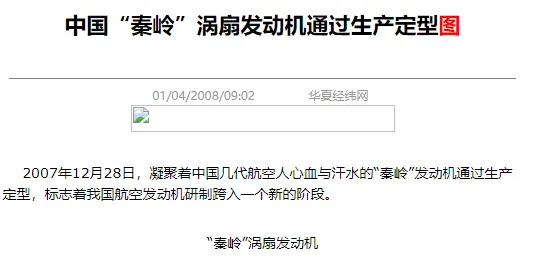 中国“秦岭”涡扇发动机通过生产定型图
01/04/2008/09:02 华夏经纬网
2007年12月28日，凝聚着中国几代航空人心血与汗水的“秦岭”发动机通过生产
定型，标志着我国航空发动机研制跨入一个新的阶段。
“秦岭”涡扇发动机